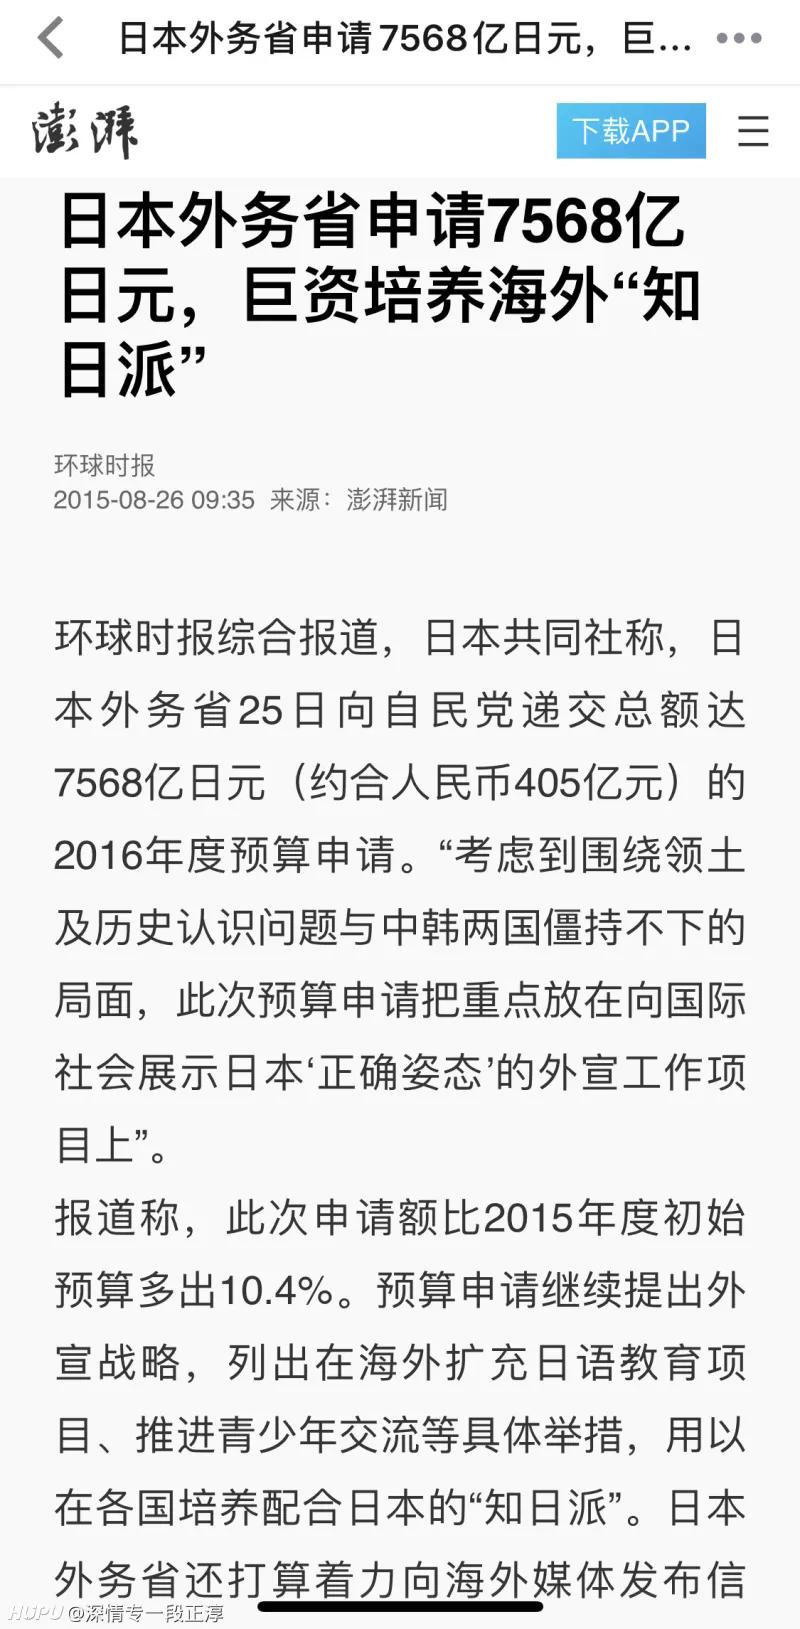 日本外务省申请7568亿日元，巨...
澎湃
下载APP
日本外务省申请7568亿
日元，巨资培养海外“知
日派”
环球时报
2015-08-26 09:35 来源：澎湃新闻
环球时报综合报道，日本共同社称，日
本外务省25日向自民党递交总额达
7568亿日元（约合人民币405亿元）的
2016年度预算申请。“考虑到围绕领土
及历史认识问题与中韩两国僵持不下的
局面，此次预算申请把重点放在向国际
社会展示日本‘正确姿态’的外宣工作项
目上”。
报道称，此次申请额比2015年度初始
预算多出10.4%。预算申请继续提出外
宣战略，列出在海外扩充日语教育项
目、推进青少年交流等具体举措，用以
在各国培养配合日本的“知日派”。日本
外务省还打算着力向海外媒体发布信
HUPU @深情专一段正淳